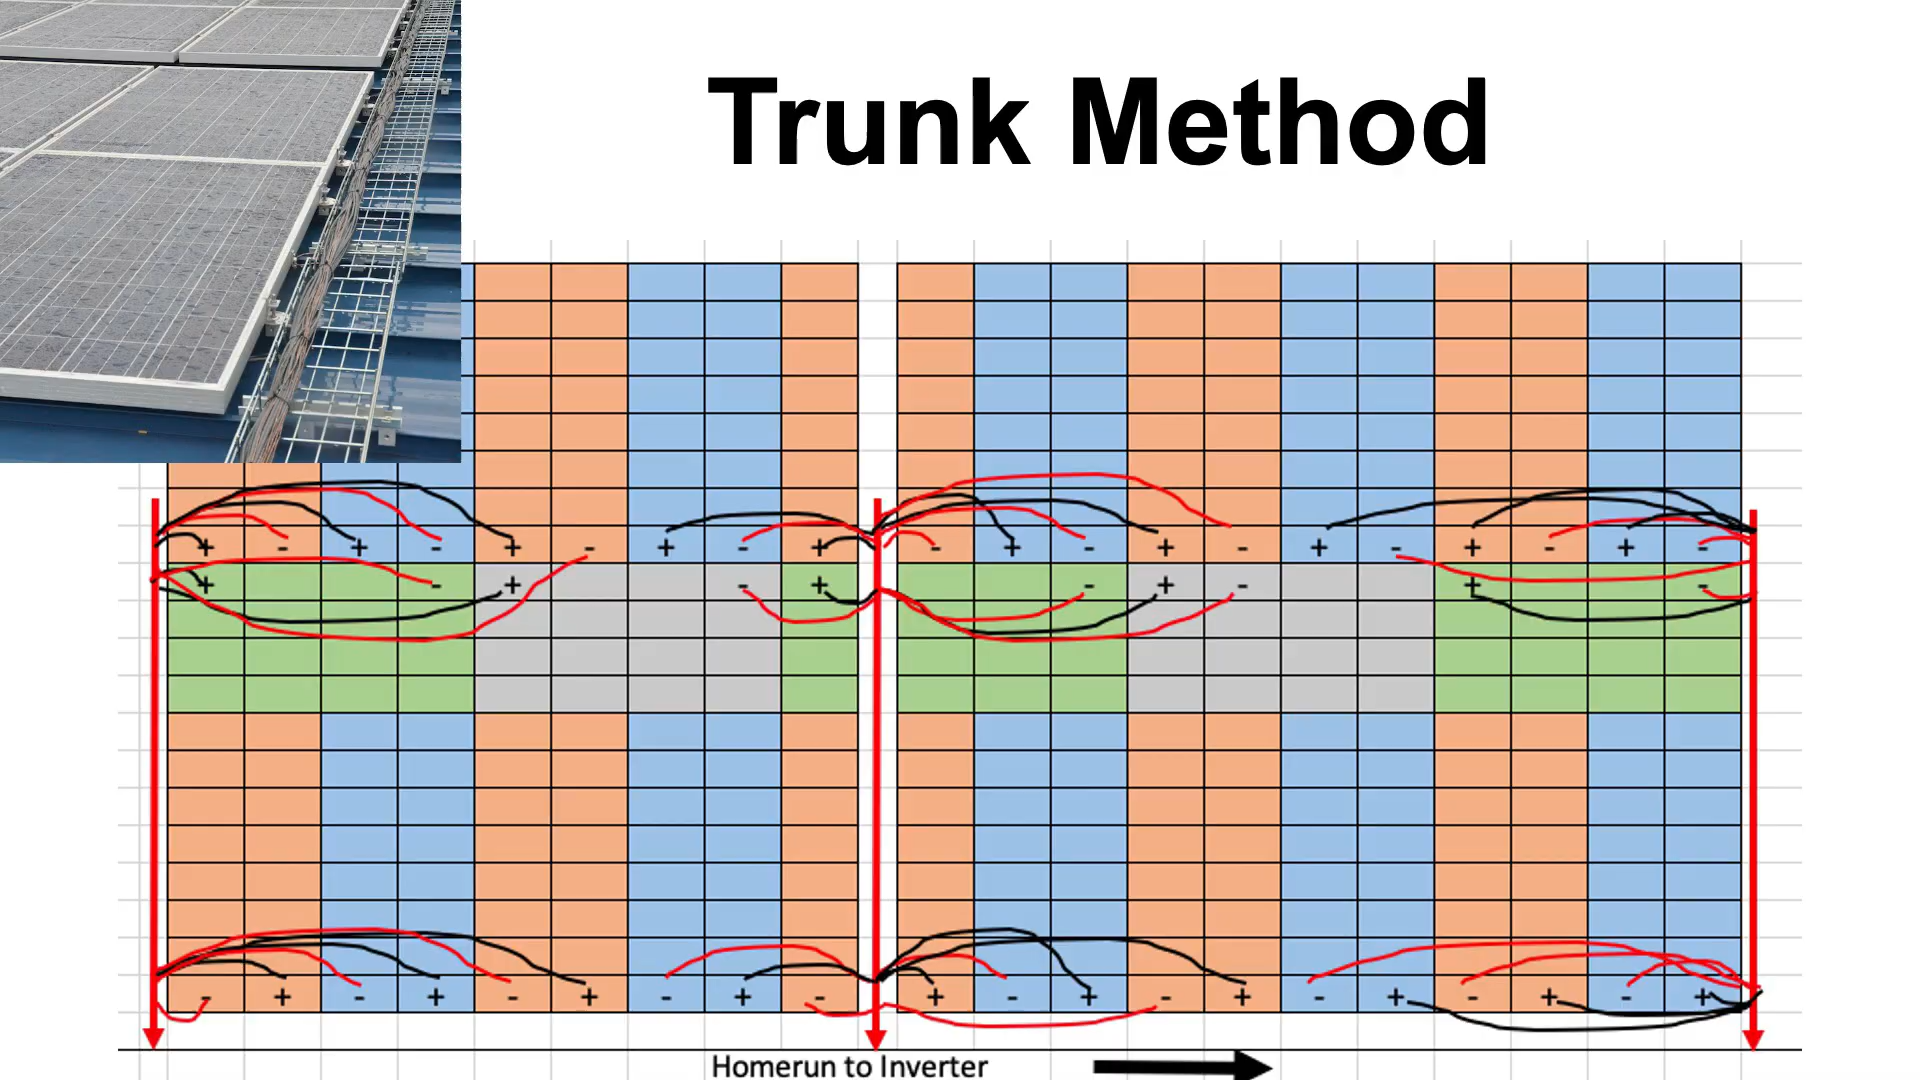 Trunk Method
+ - + - + - + - + - + - + - + - + - + -
+ - + - + - + - + -
- + - + - + - + - + - + - + - + - + - +
Homerun to Inverter